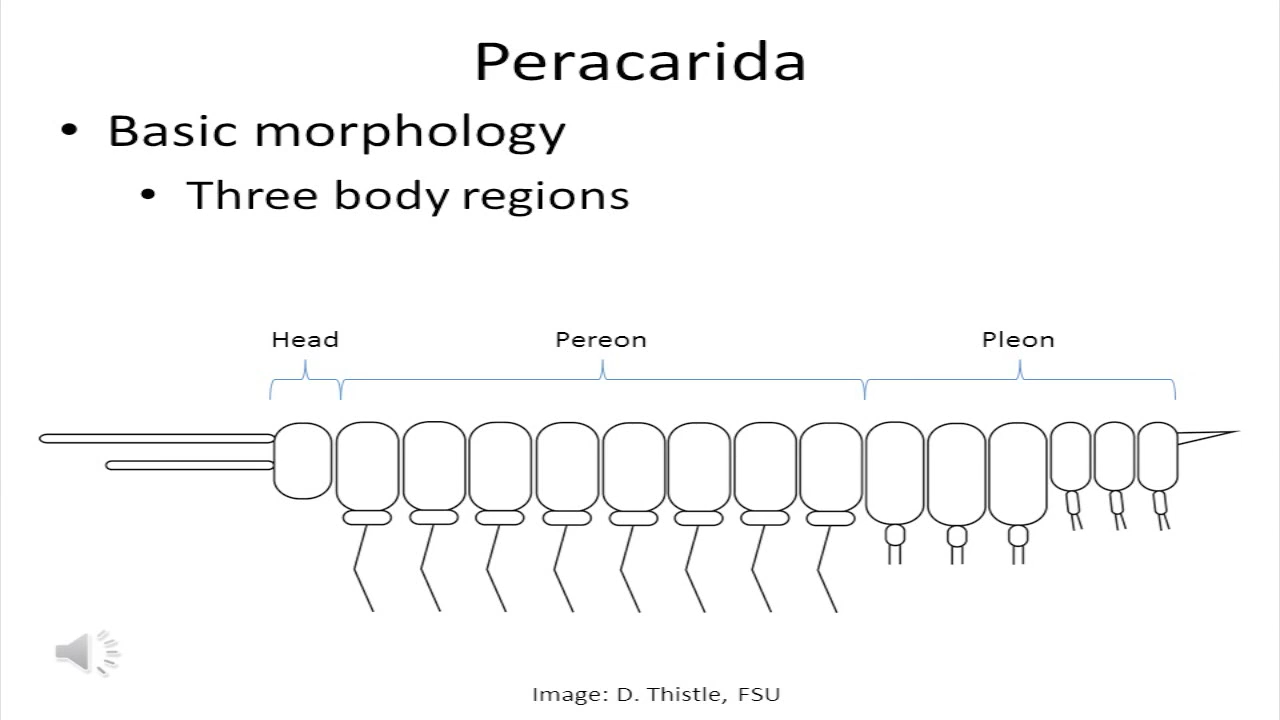 Peracarida
• Basic morphology
• Three body regions
Head Pereon Pleon
Image: D. Thistle, FSU